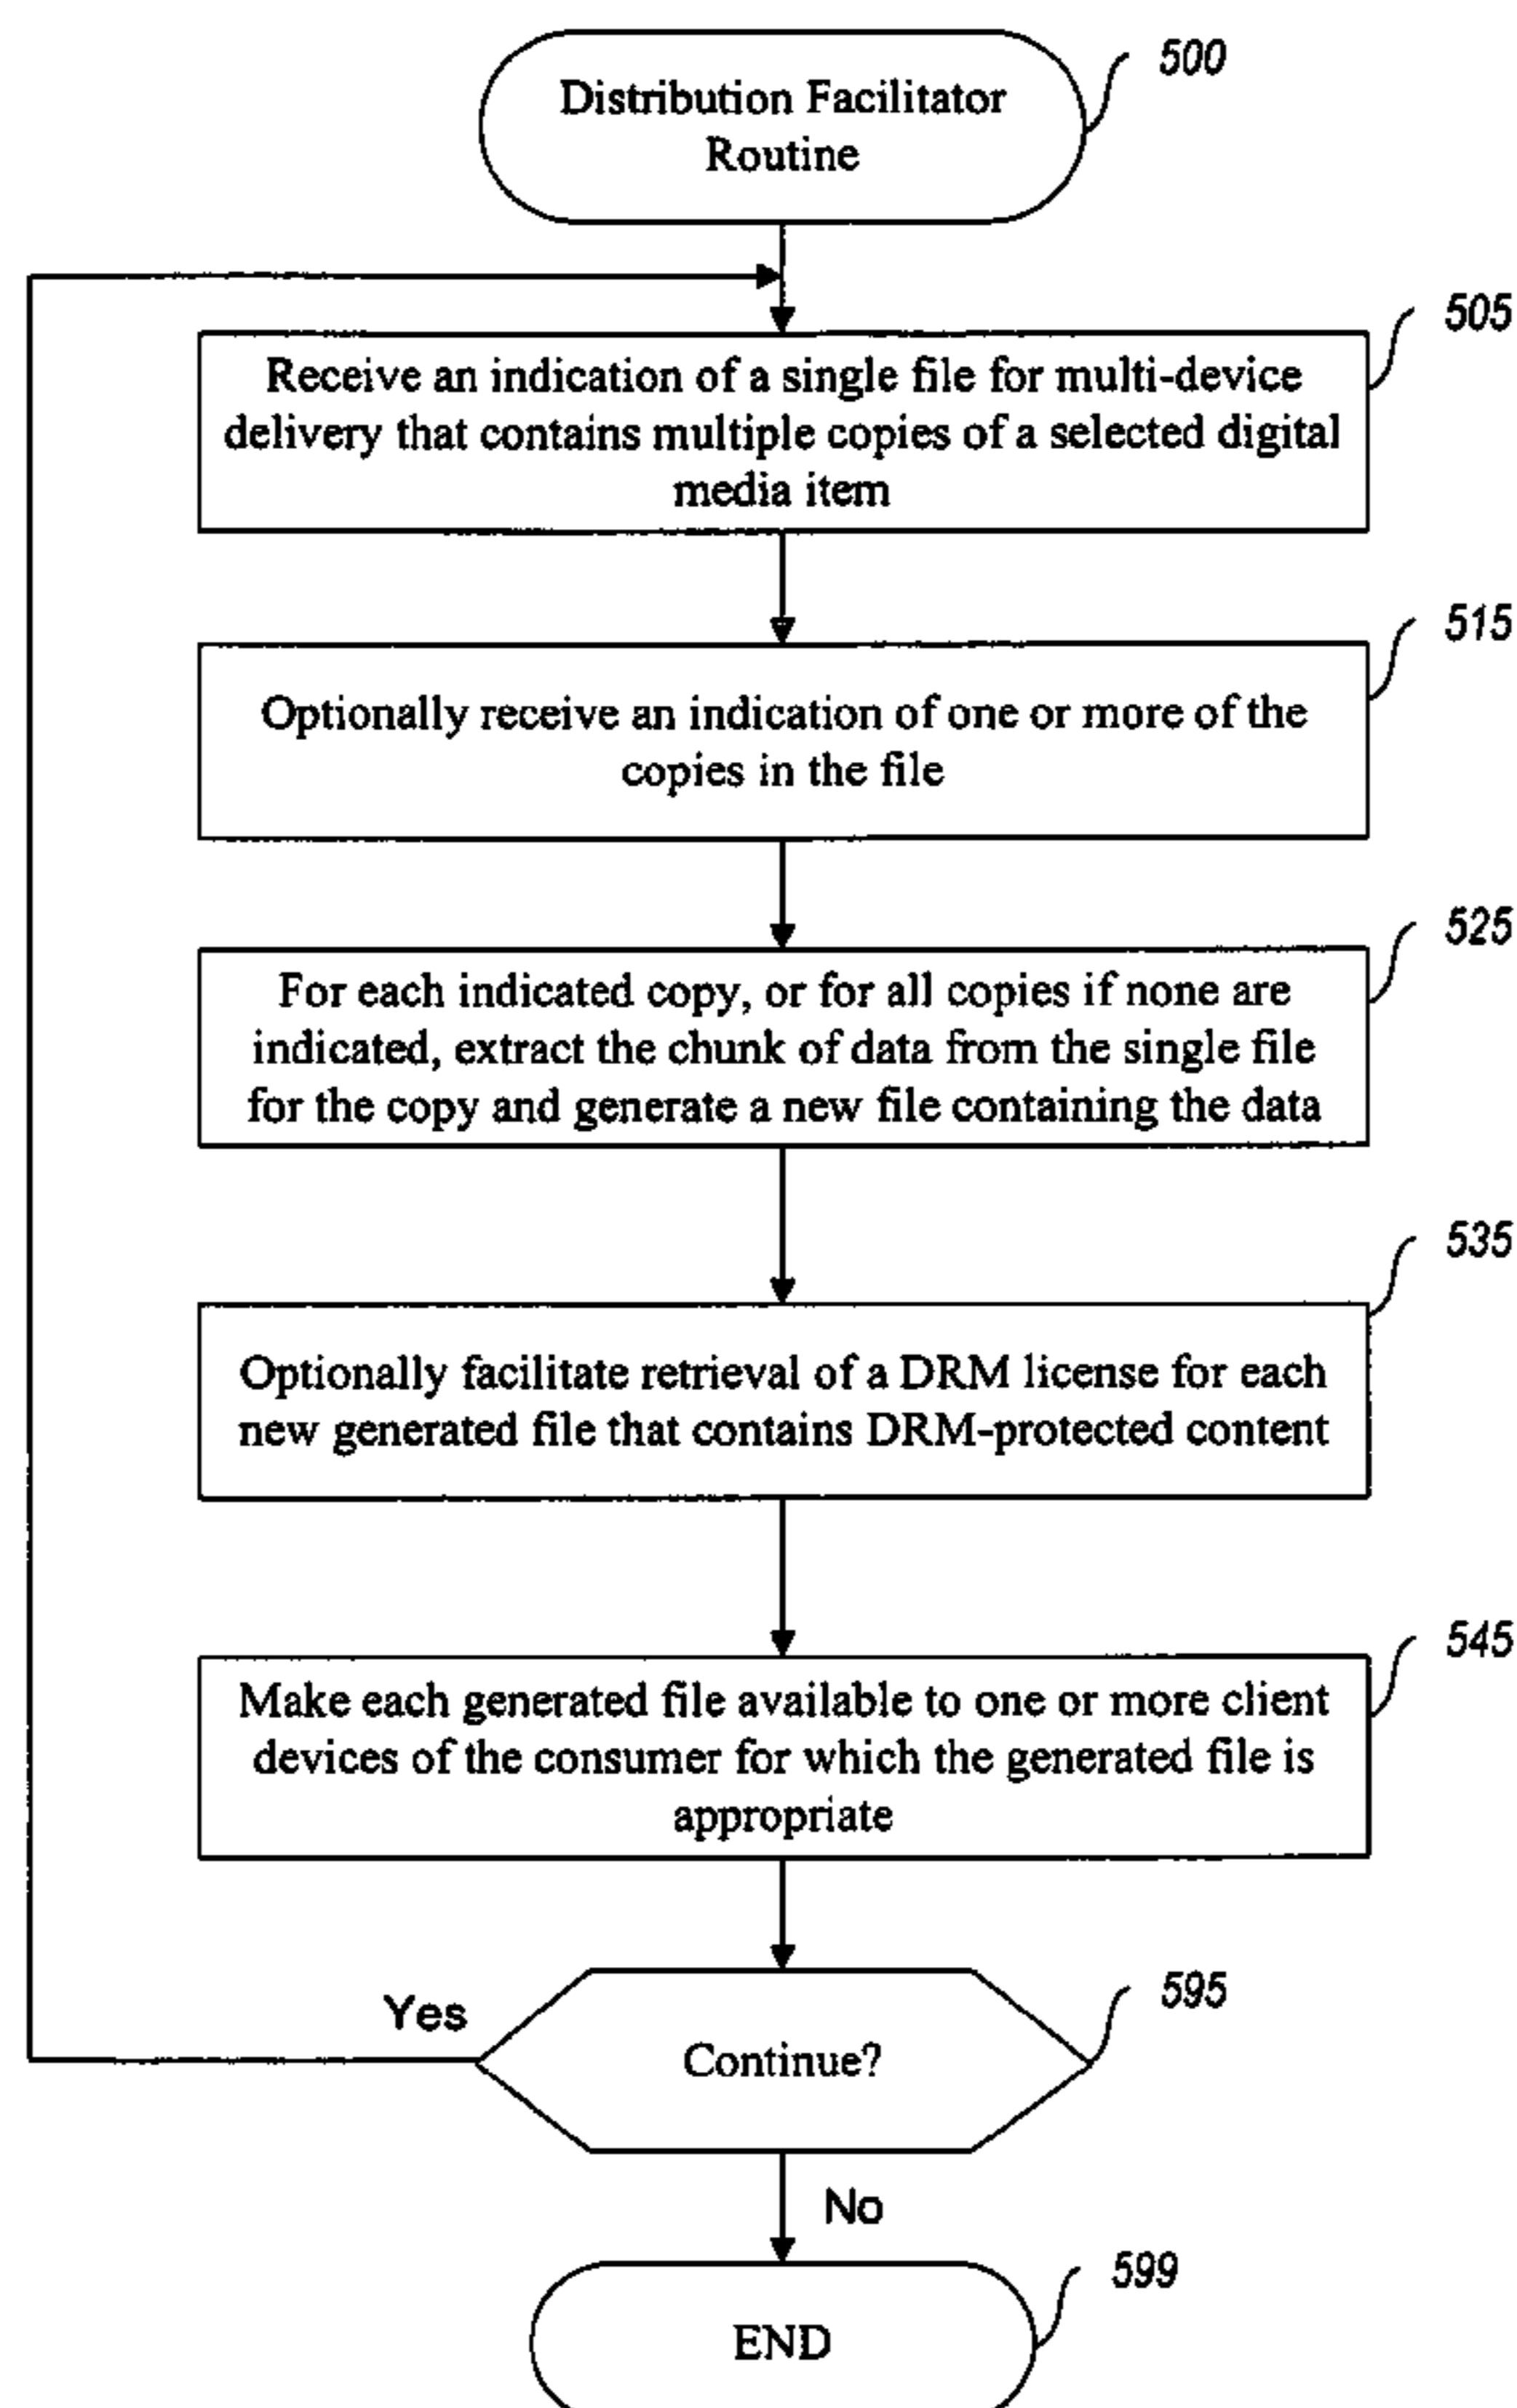 500
Distribution Facilitator
Routine
505
Receive an indication of a single file for multi-device
delivery that contains multiple copies of a selected digital
media item
515
Optionally receive an indication of one or more of the
copies in the file
525
For each indicated copy, or for all copies if none are
indicated, extract the chunk of data from the single file
for the copy and generate a new file containing the data
535
Optionally facilitate retrieval of a DRM license for each
new generated file that contains DRM-protected content
545
Make each generated file available to one or more client
devices of the consumer for which the generated file is
appropriate
595
Yes
Continue?
No
599
END